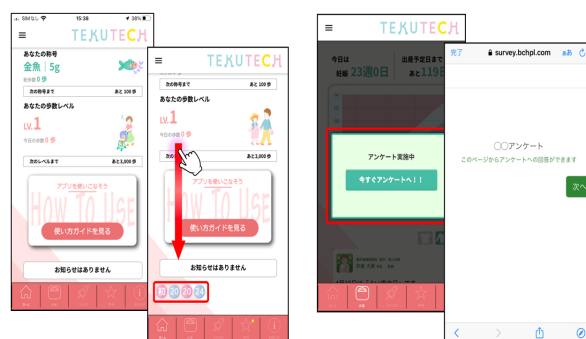 SIMなし 15:38 38%
TEKUTECH
あなたの称号
金魚｜5g
総歩数 0 歩
次の称号まで あと 100 歩
あなたの歩数レベル
LV.1
今日の歩数 0 歩
次のレベルまで あと3,000 歩
アプリを使いこなそう
HOW TO USE
使い方ガイドを見る
お知らせはありません
TEKUTECH
次の称号まで あと 100 歩
あなたの歩数レベル
LV.1
今日の歩数 0 歩
あと3,000 歩
アプリを使いこなそう
HOW TO USE
使い方ガイドを見る
お知らせはありません
20 20
TEKUTECH
今日は 出産予定日まで
妊娠 23週0日 あと119日
アンケート実施中
今すぐアンケートへ！！
完了 survey.bchpl.com ああ
〇〇アンケート
このページからアンケートへの回答ができます
次へ